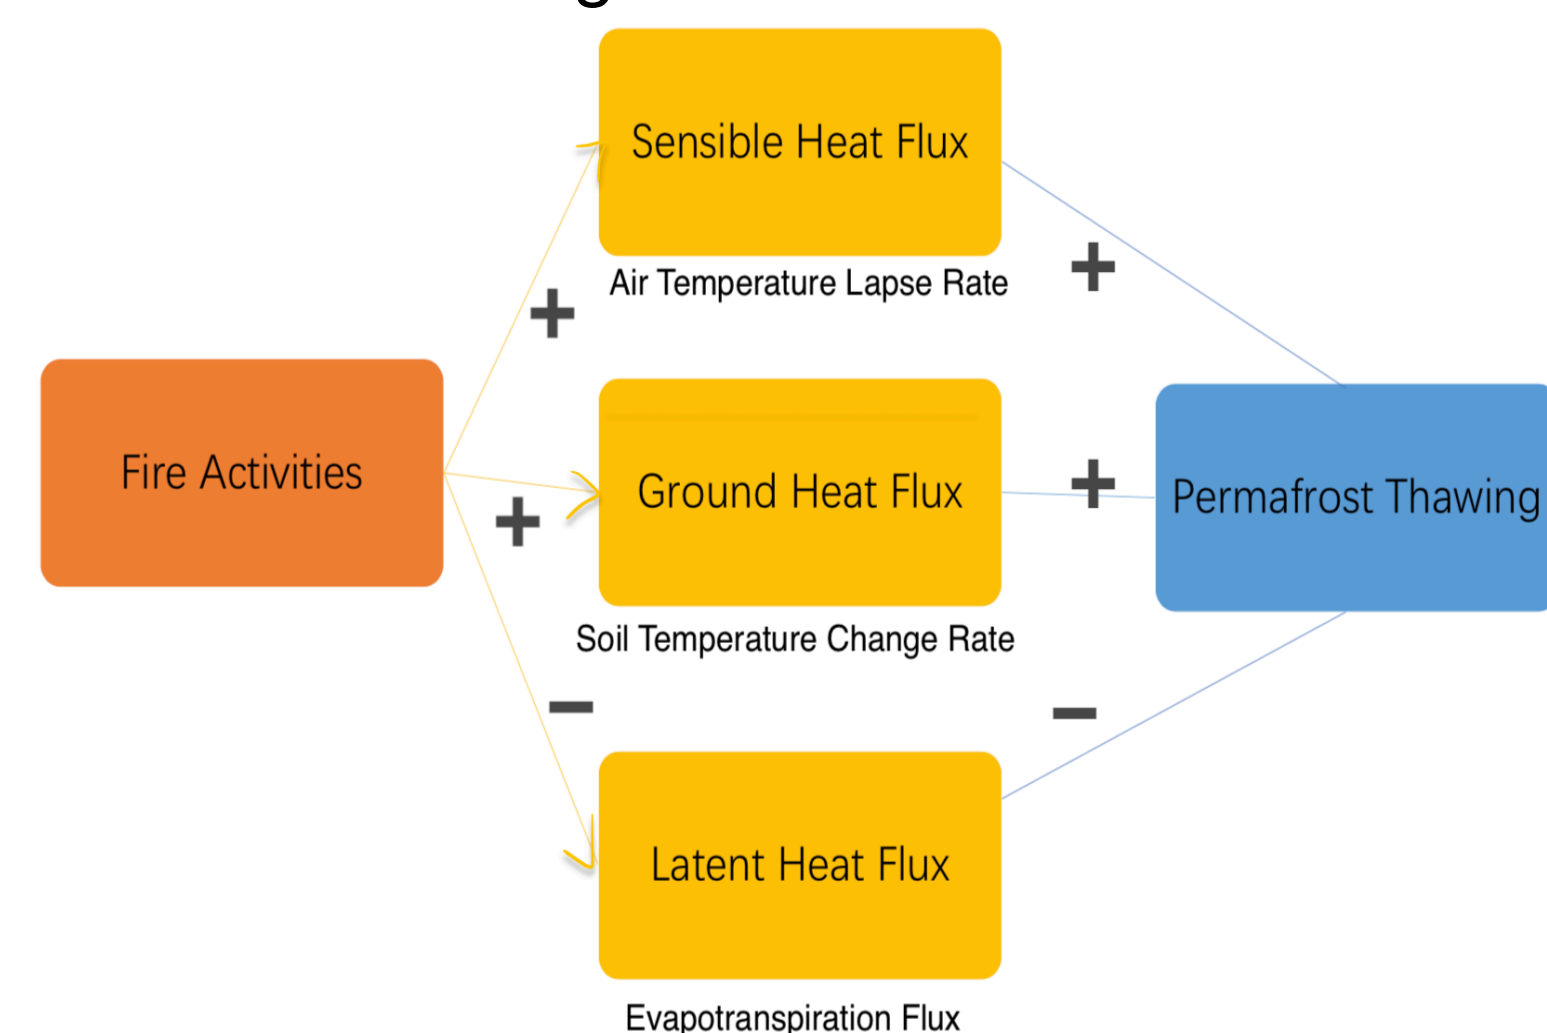 Sensible Heat Flux
Air Temperature Lapse Rate
+
+
Fire Activities
Ground Heat Flux
+
Permafrost Thawing
+
Soil Temperature Change Rate
−
−
Latent Heat Flux
Evapotranspiration Flux